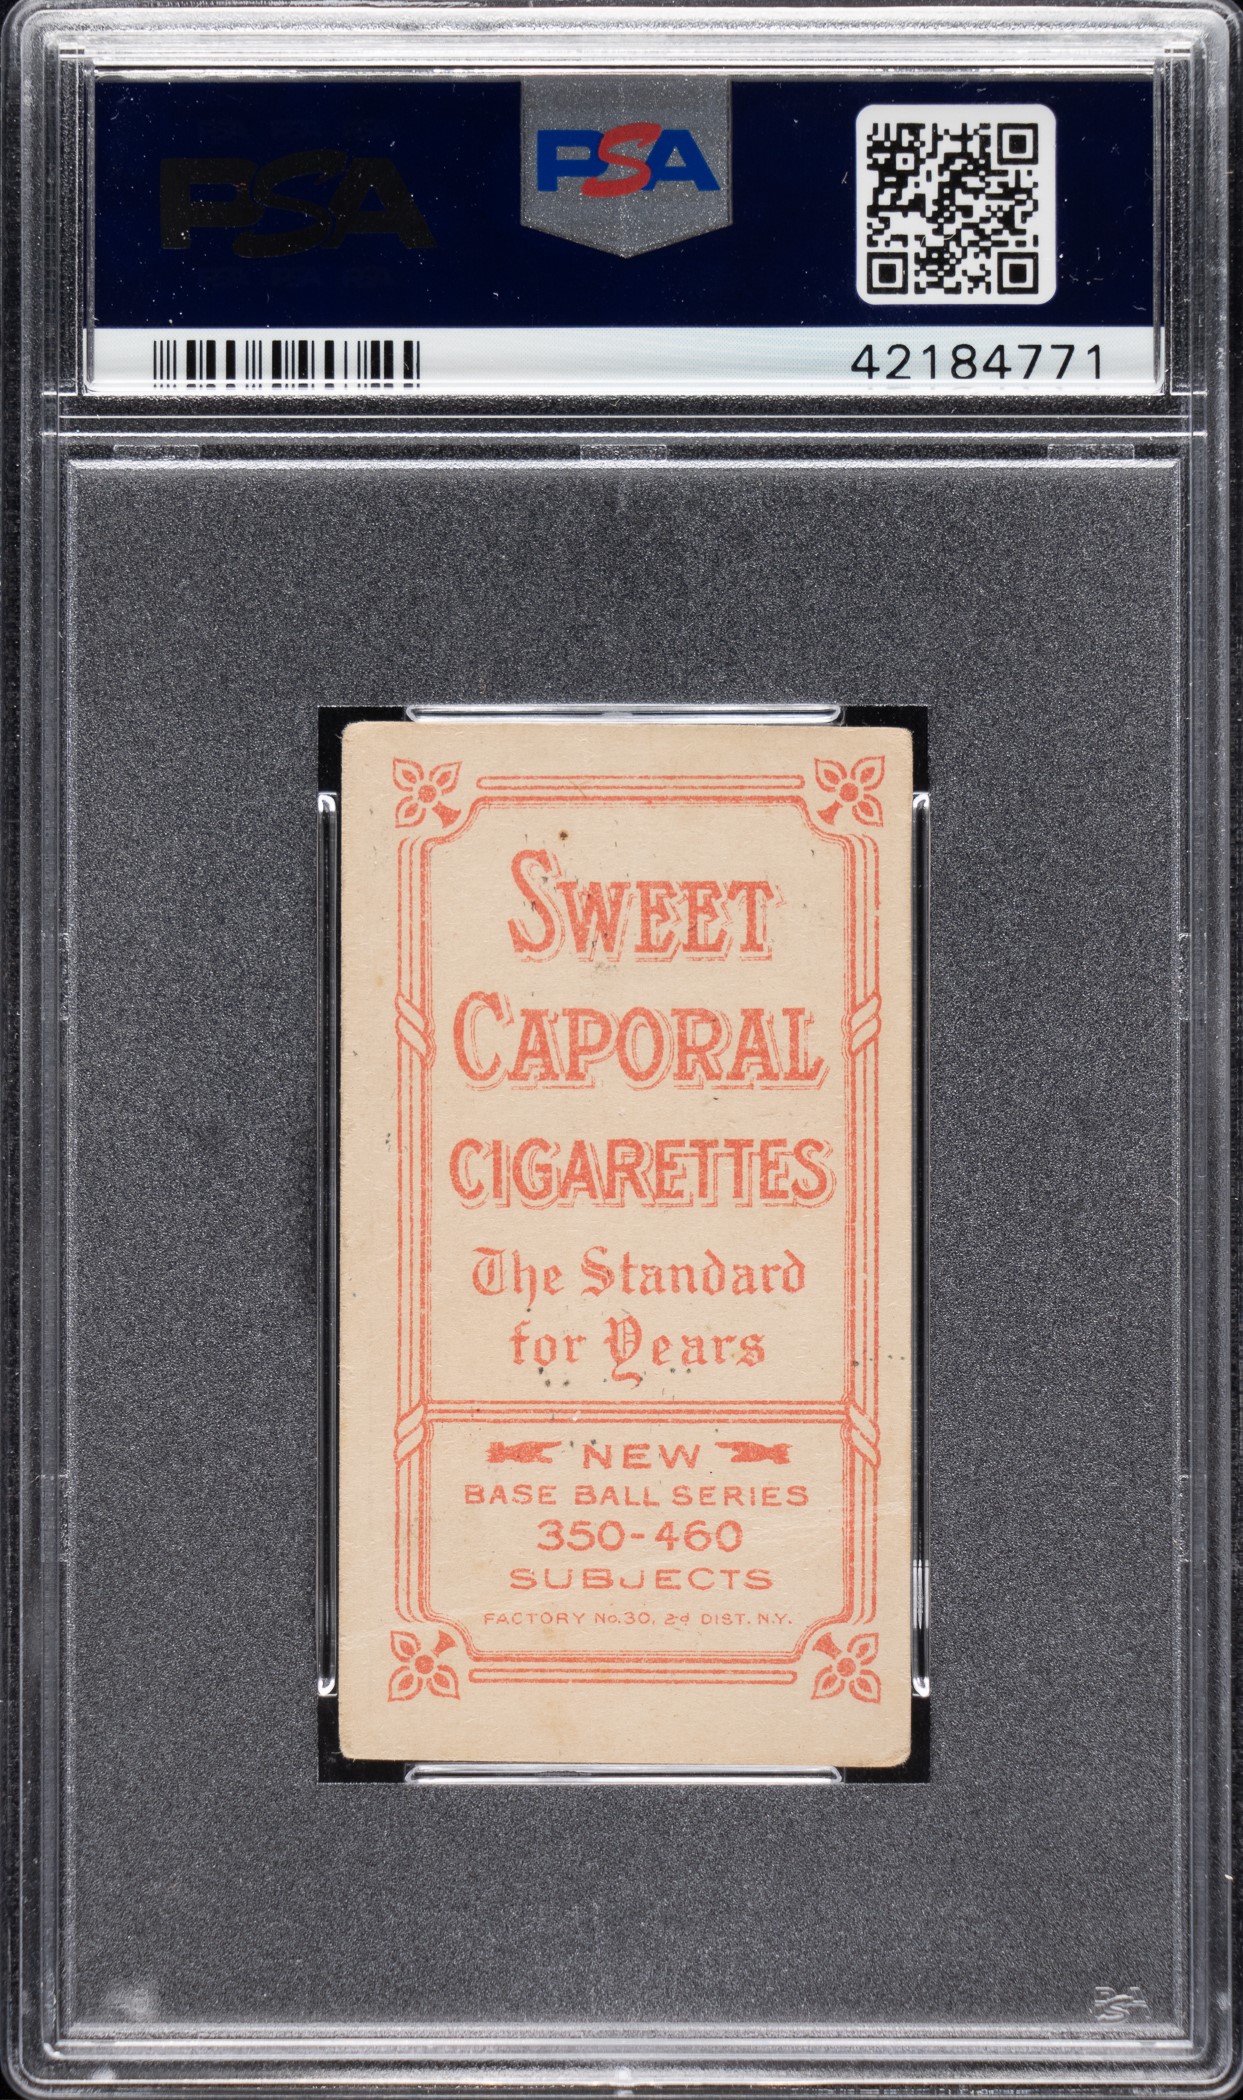 PSA
PSA
42184771
SWEET
CAPORAL
CIGARETTES
The Standard
for Years
NEW
BASE BALL SERIES
350-460
SUBJECTS
FACTORY No. 30, 2d DIST. N.Y.
PSA